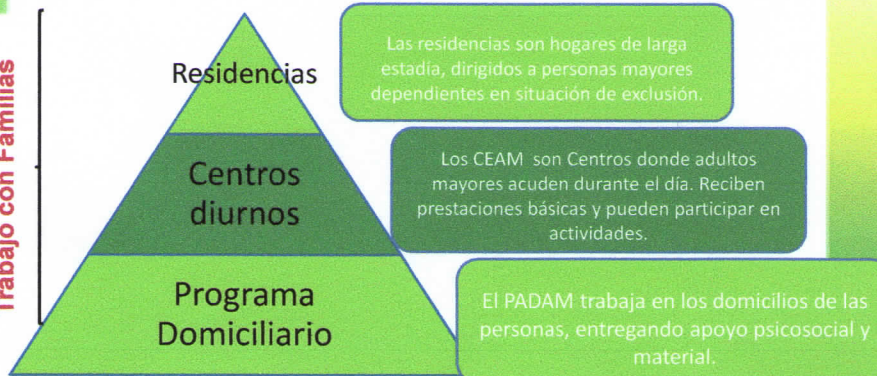 Trabajo con Familias
Residencias
Las residencias son hogares de larga
estadía, dirigidos a personas mayores
dependientes en situación de exclusión.
Centros
diurnos
Los CEAM son Centros donde adultos
mayores acuden durante el día. Reciben
prestaciones básicas y pueden participar en
actividades.
Programa
Domiciliario
El PADAM trabaja en los domicilios de las
personas, entregando apoyo psicosocial y
material.